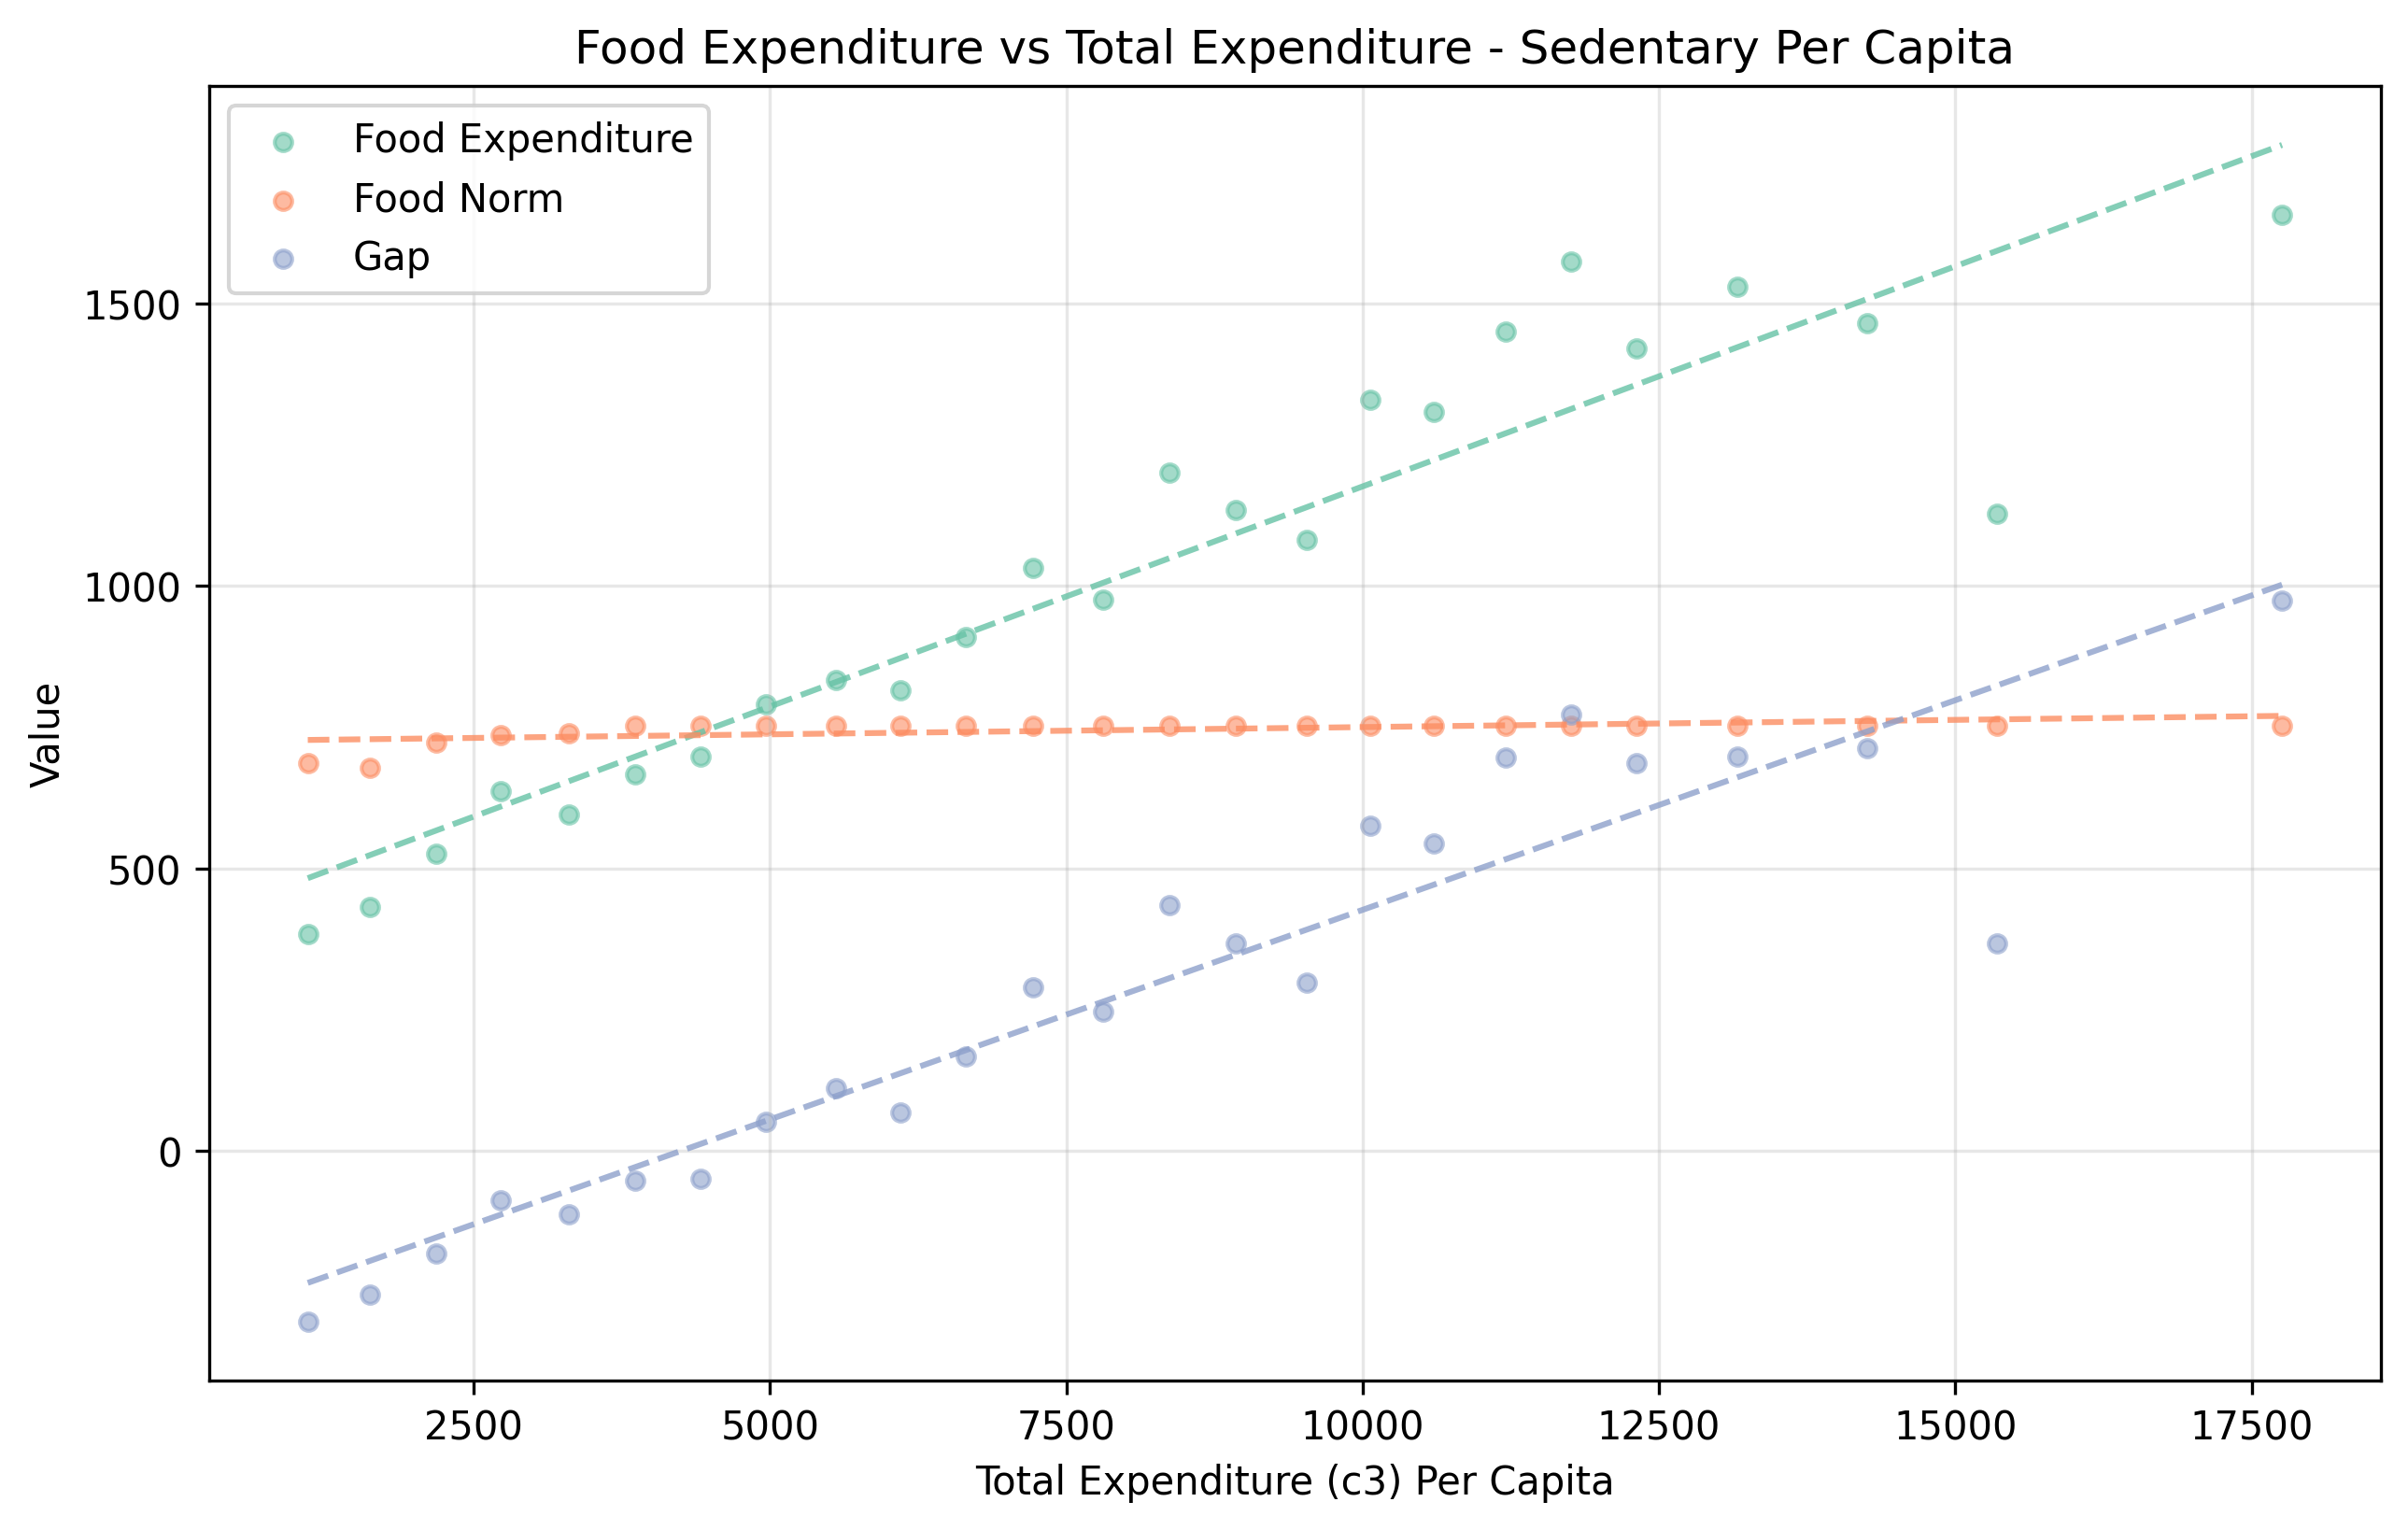 Food Expenditure vs Total Expenditure - Sedentary Per Capita
Food Expenditure
Food Norm
Gap
1500
1000
500
0
Value
2500 5000 7500 10000 12500 15000 17500
Total Expenditure (c3) Per Capita